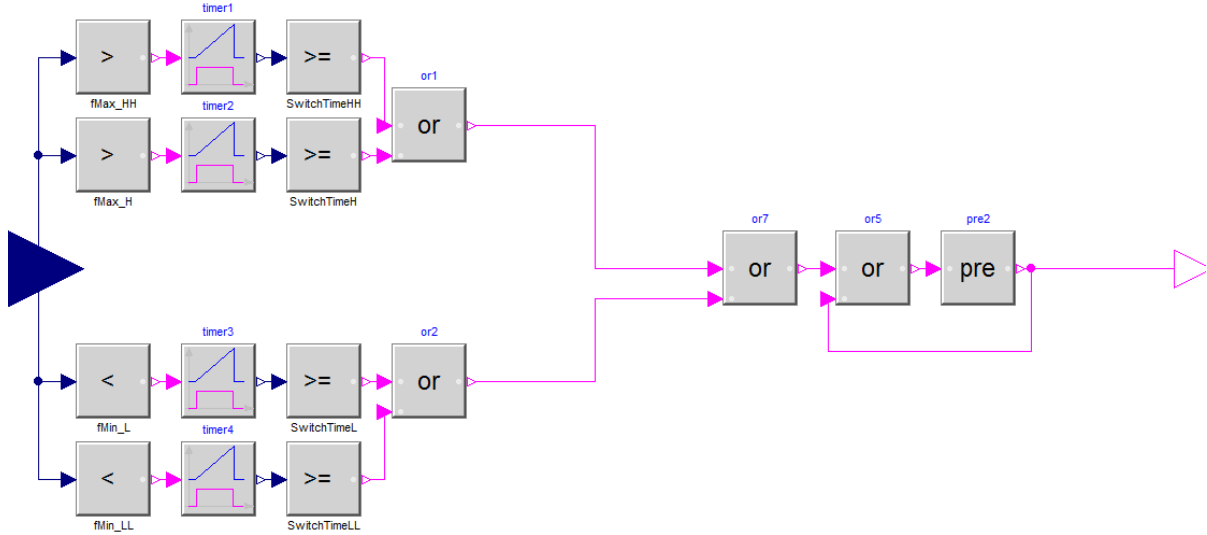 timer1
> >=
fMax_HH SwitchTimeHH
or1
timer2
or
> >=
fMax_H SwitchTimeH
or7 or5 pre2
or or pre
timer3 or2
< >= or
fMin_L SwitchTimeL
timer4
< >=
fMin_LL SwitchTimeLL